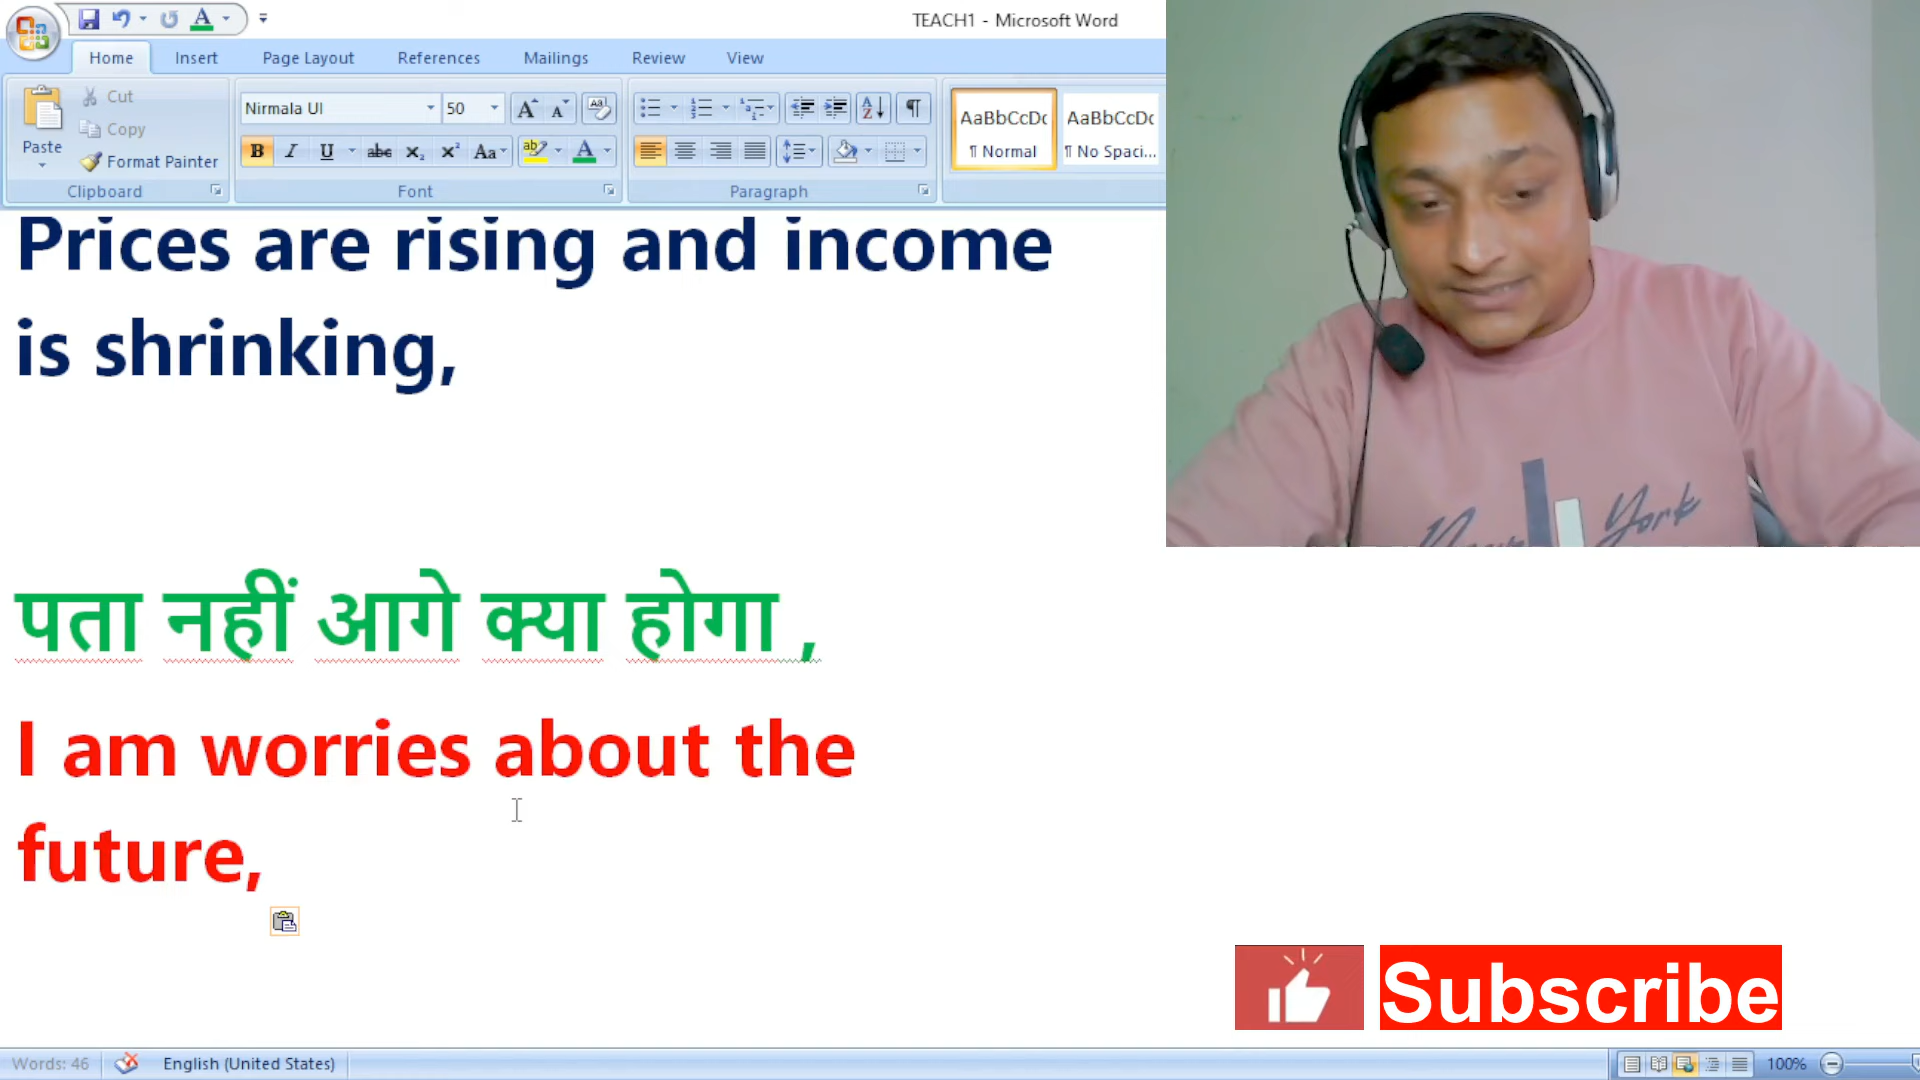 TEACH1 - Microsoft Word
Home Insert Page Layout References Mailings Review View
Paste
Cut
Copy
Format Painter
Clipboard
Nirmala UI 50
Font
Paragraph
AaBbCcDc AaBbCcDc
¶ Normal ¶ No Spaci...
Prices are rising and income
is shrinking,
पता नहीं आगे क्या होगा ,
I am worries about the
future,
New York
Subscribe
Words: 46 English (United States) 100%